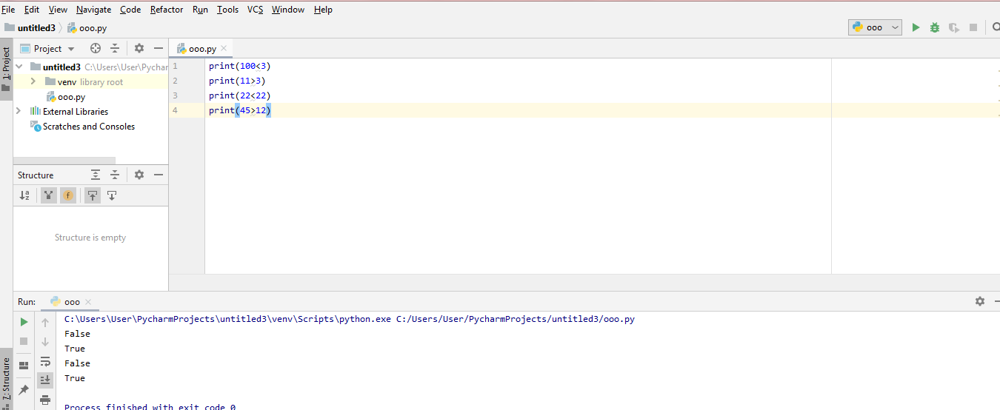 File Edit View Navigate Code Refactor Run Tools VCS Window Help
untitled3 ooo.py
ooo
1: Project
Project
untitled3 C:\Users\User\Pychar
venv library root
ooo.py
External Libraries
Scratches and Consoles
Structure
Structure is empty
ooo.py
1 print(100<3)
2 print(11>3)
3 print(22<22)
4 print(45>12)
7: Structure
Run: ooo
C:\Users\User\PycharmProjects\untitled3\venv\Scripts\python.exe C:/Users/User/PycharmProjects/untitled3/ooo.py
False
True
False
True
Process finished with exit code 0